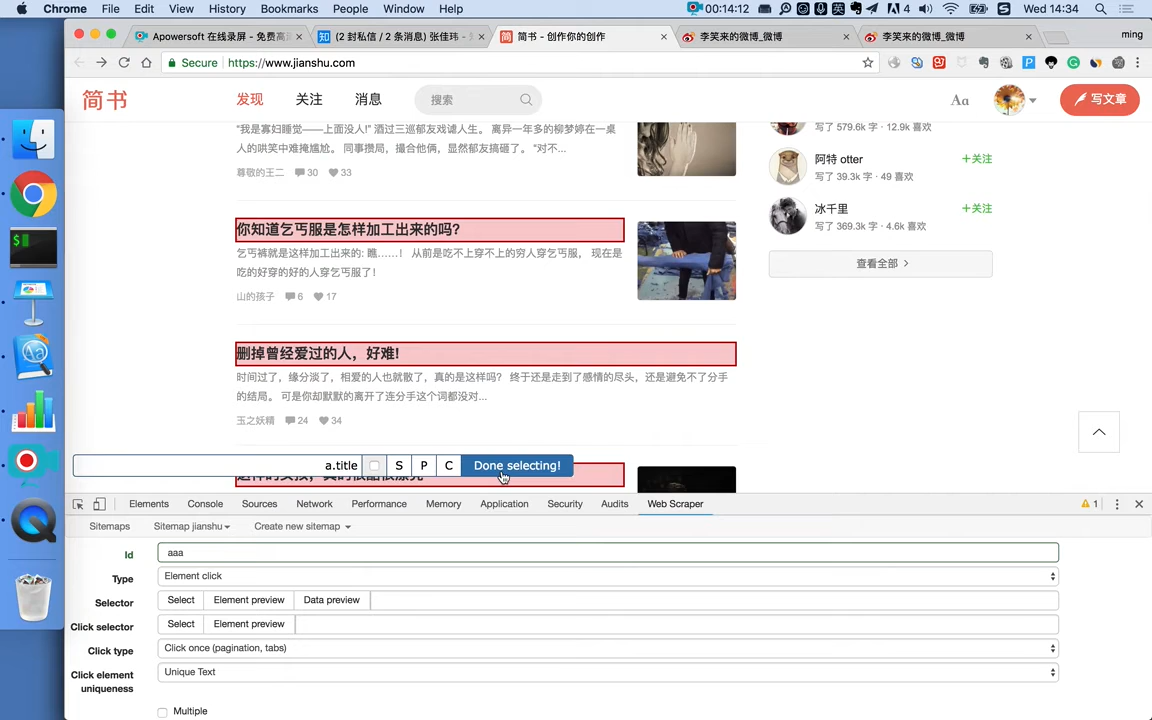 Chrome File Edit View History Bookmarks People Window Help 00:14:12 4 英 Wed 14:34
Apowersoft 在线录屏 - 免费高
(2 封私信 / 2 条消息) 张佳玮 -
简书 - 创作你的创作
李笑来的微博_微博
李笑来的微博_微博
ming
Secure https://www.jianshu.com
简书 发现 关注 消息 搜索 Aa 写文章
“我是寡妇睡觉——上面没人!” 酒过三巡郁友戏谑人生。 离异一年多的柳梦婷在一桌
人的哄笑中难掩尴尬。 同事攒局，撮合他俩，显然郁友搞砸了。 “对不...
尊敬的王二 30 33
你知道乞丐服是怎样加工出来的吗?
乞丐裤就是这样加工出来的: 瞧……！ 从前是吃不上穿不上的穷人穿乞丐服， 现在是
吃的好穿的好的人穿乞丐服了!
山的孩子 6 17
删掉曾经爱过的人，好难!
时间过了，缘分淡了，相爱的人也就散了，真的是这样吗? 终于还是走到了感情的尽头，还是避免不了分手
的结局。 可是你却默默的离开了连分手这个词都没对...
玉之妖精 24 34
写了 579.6k 字 · 12.9k 喜欢
阿特 otter +关注
写了 39.3k 字 · 49 喜欢
冰千里 +关注
写了 369.3k 字 · 4.6k 喜欢
查看全部
a.title S P C Done selecting!
Elements Console Sources Network Performance Memory Application Security Audits Web Scraper 1
Sitemaps Sitemap jianshu Create new sitemap
Id aaa
Type Element click
Selector Select Element preview Data preview
Click selector Select Element preview
Click type Click once (pagination, tabs)
Click element uniqueness Unique Text
Multiple